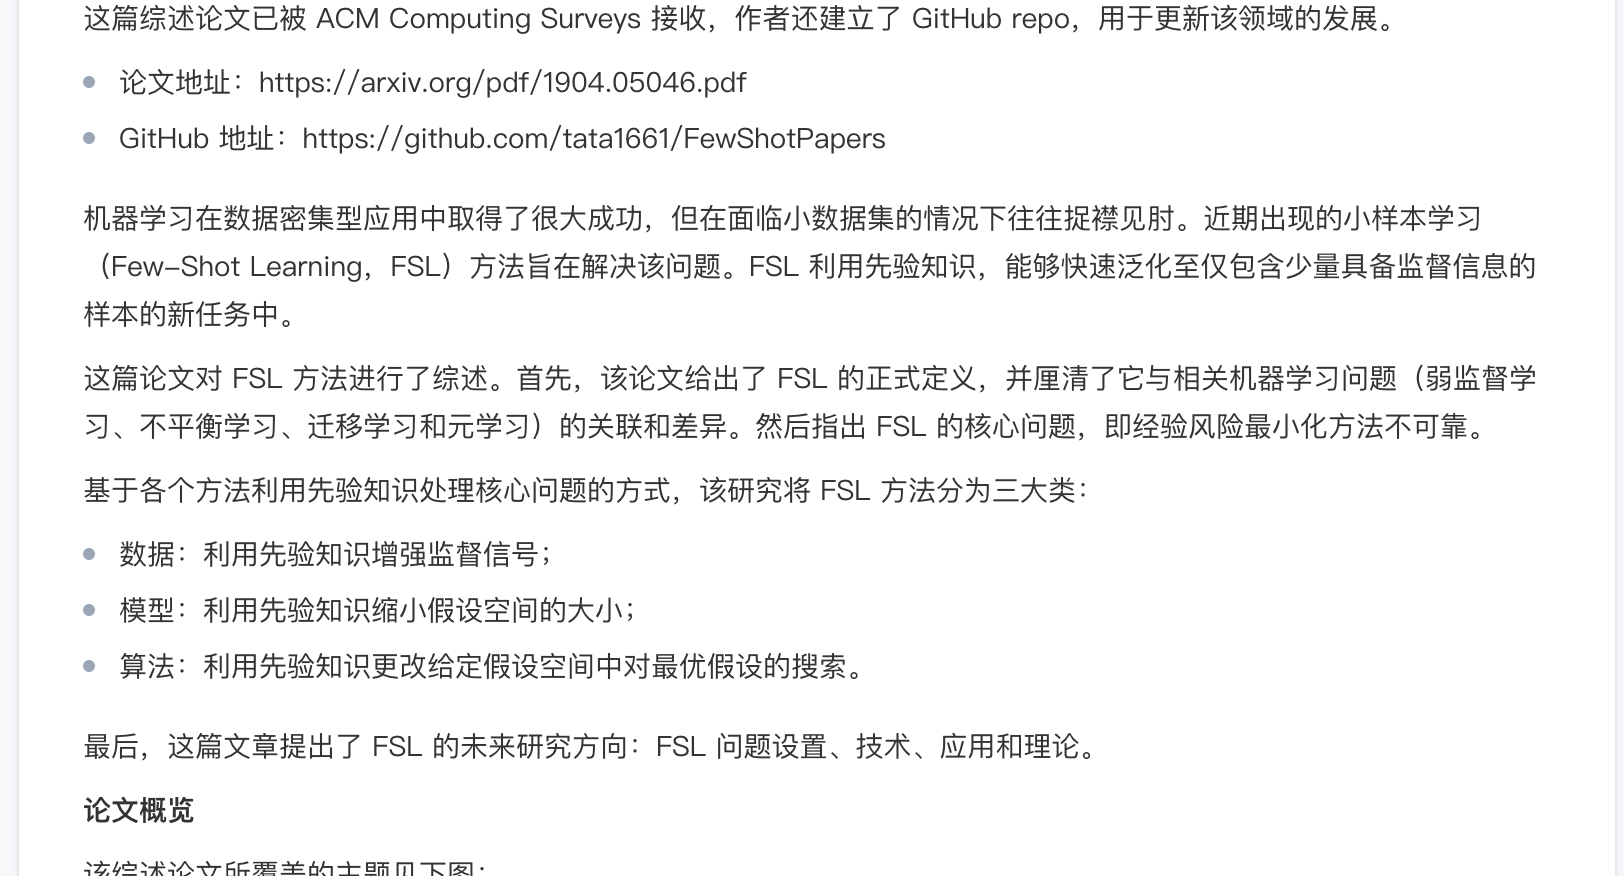 这篇综述论文已被 ACM Computing Surveys 接收，作者还建立了 GitHub repo，用于更新该领域的发展。
论文地址：https://arxiv.org/pdf/1904.05046.pdf
GitHub 地址：https://github.com/tata1661/FewShotPapers
机器学习在数据密集型应用中取得了很大成功，但在面临小数据集的情况下往往捉襟见肘。近期出现的小样本学习
（Few-Shot Learning，FSL）方法旨在解决该问题。FSL 利用先验知识，能够快速泛化至仅包含少量具备监督信息的
样本的新任务中。
这篇论文对 FSL 方法进行了综述。首先，该论文给出了 FSL 的正式定义，并厘清了它与相关机器学习问题（弱监督学
习、不平衡学习、迁移学习和元学习）的关联和差异。然后指出 FSL 的核心问题，即经验风险最小化方法不可靠。
基于各个方法利用先验知识处理核心问题的方式，该研究将 FSL 方法分为三大类：
数据：利用先验知识增强监督信号；
模型：利用先验知识缩小假设空间的大小；
算法：利用先验知识更改给定假设空间中对最优假设的搜索。
最后，这篇文章提出了 FSL 的未来研究方向：FSL 问题设置、技术、应用和理论。
论文概览
该综述论文所覆盖的主题见下图：